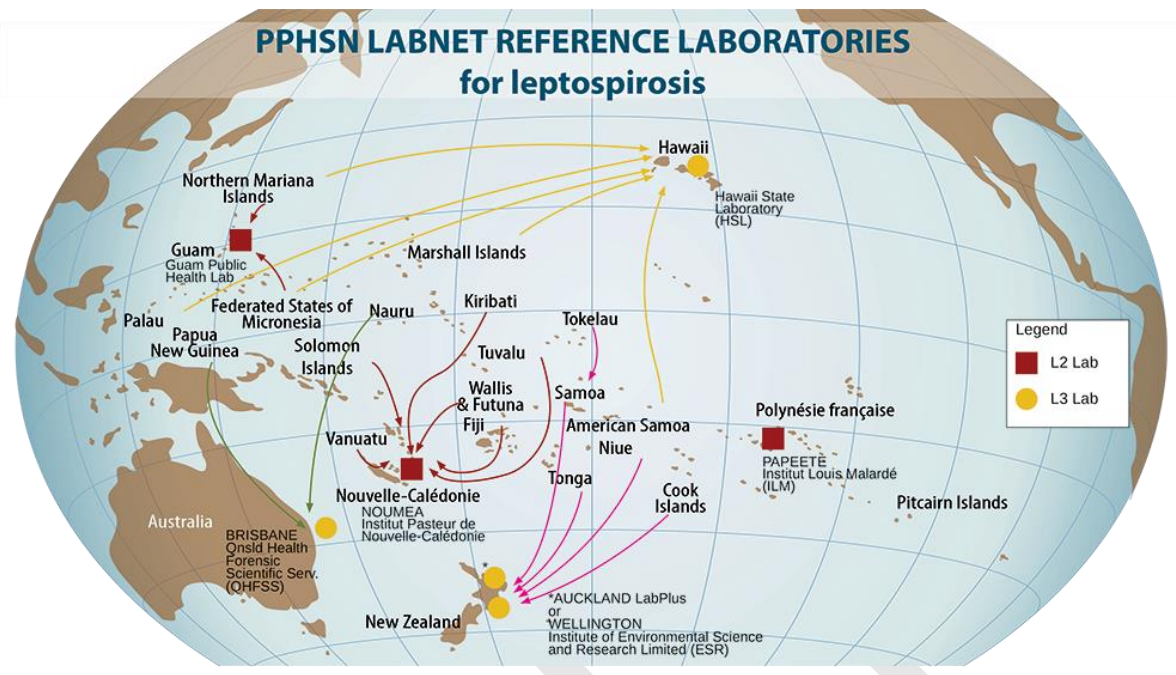 PPHSN LABNET REFERENCE LABORATORIES
for leptospirosis
Hawaii
Hawaii State
Laboratory
(HSL)
Northern Mariana
Islands
Guam
Guam Public
Health Lab
Marshall Islands
Palau
Federated States of
Micronesia
Papua
New Guinea
Nauru
Kiribati
Solomon
Islands
Tokelau
Tuvalu
Wallis
& Futuna
Fiji
Samoa
American Samoa
Niue
Vanuatu
Tonga
Cook
Islands
Nouvelle-Calédonie
NOUMEA
Institut Pasteur de
Nouvelle-Calédonie
Polynésie française
PAPEETE
Institut Louis Malardé
(ILM)
Pitcairn Islands
Australia
BRISBANE
Qnsld Health
Forensic
Scientific Serv.
(QHFSS)
*
New Zealand
*AUCKLAND LabPlus
or
WELLINGTON
Institute of Environmental Science
and Research Limited (ESR)
Legend
L2 Lab
L3 Lab